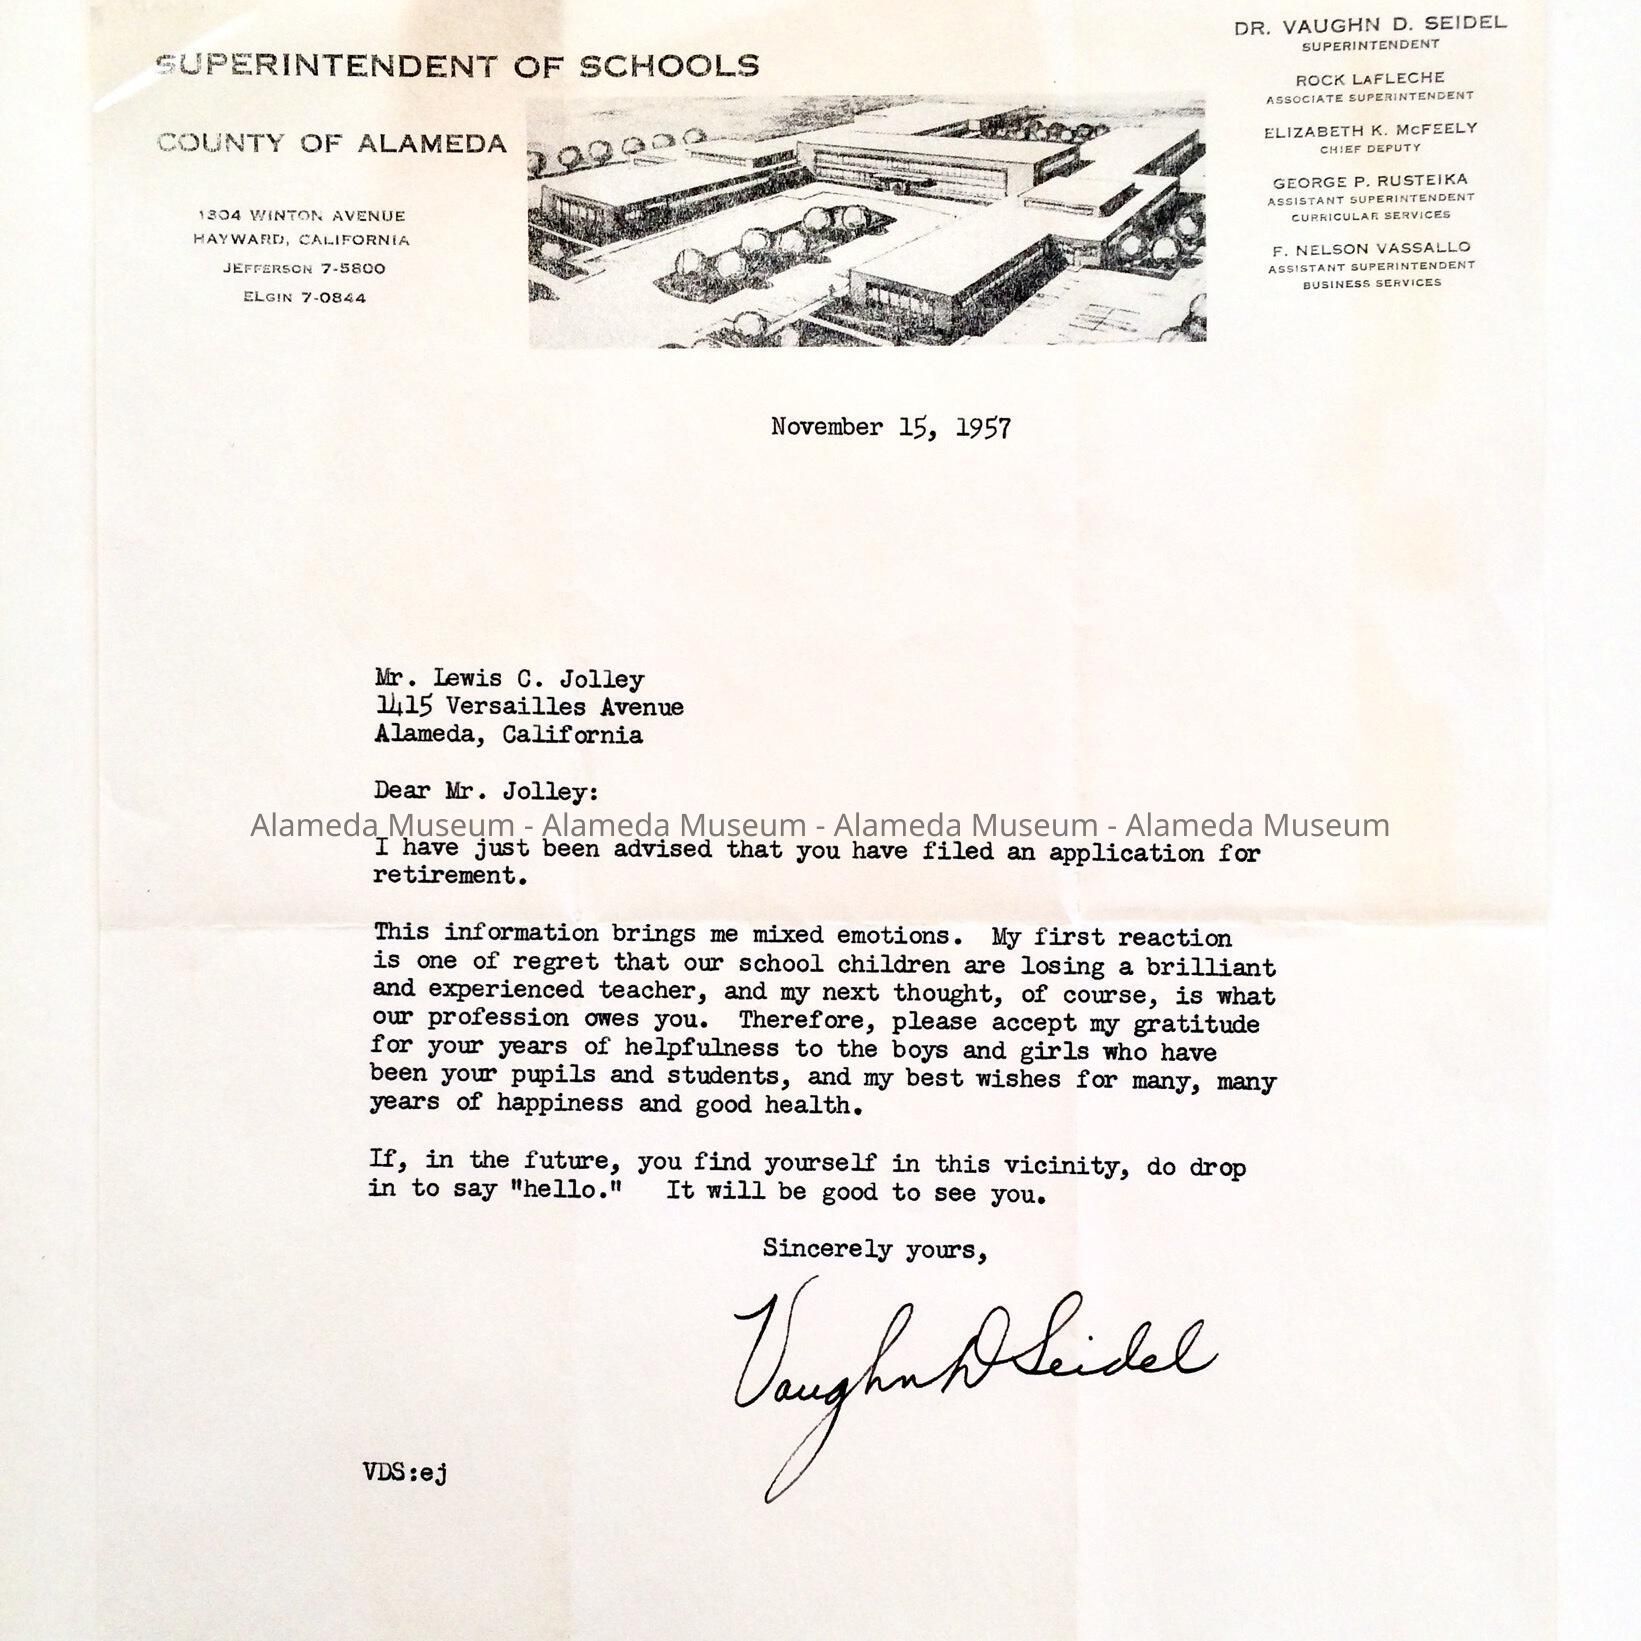 SUPERINTENDENT OF SCHOOLS
COUNTY OF ALAMEDA
1304 WINTON AVENUE
HAYWARD, CALIFORNIA
JEFFERSON 7-5800
ELGIN 7-0844
DR. VAUGHN D. SEIDEL
SUPERINTENDENT
ROCK LAFLECHE
ASSOCIATE SUPERINTENDENT
ELIZABETH K. McFEELY
CHIEF DEPUTY
GEORGE P. RUSTEIKA
ASSISTANT SUPERINTENDENT
CURRICULAR SERVICES
F. NELSON VASSALLO
ASSISTANT SUPERINTENDENT
BUSINESS SERVICES
November 15, 1957
Mr. Lewis C. Jolley
1415 Versailles Avenue
Alameda, California
Dear Mr. Jolley:
Alameda Museum - Alameda Museum - Alameda Museum - Alameda Museum
I have just been advised that you have filed an application for
retirement.
This information brings me mixed emotions. My first reaction
is one of regret that our school children are losing a brilliant
and experienced teacher, and my next thought, of course, is what
our profession owes you. Therefore, please accept my gratitude
for your years of helpfulness to the boys and girls who have
been your pupils and students, and my best wishes for many, many
years of happiness and good health.
If, in the future, you find yourself in this vicinity, do drop
in to say "hello." It will be good to see you.
Sincerely yours,
Vaughn D Seidel
VDS:ej